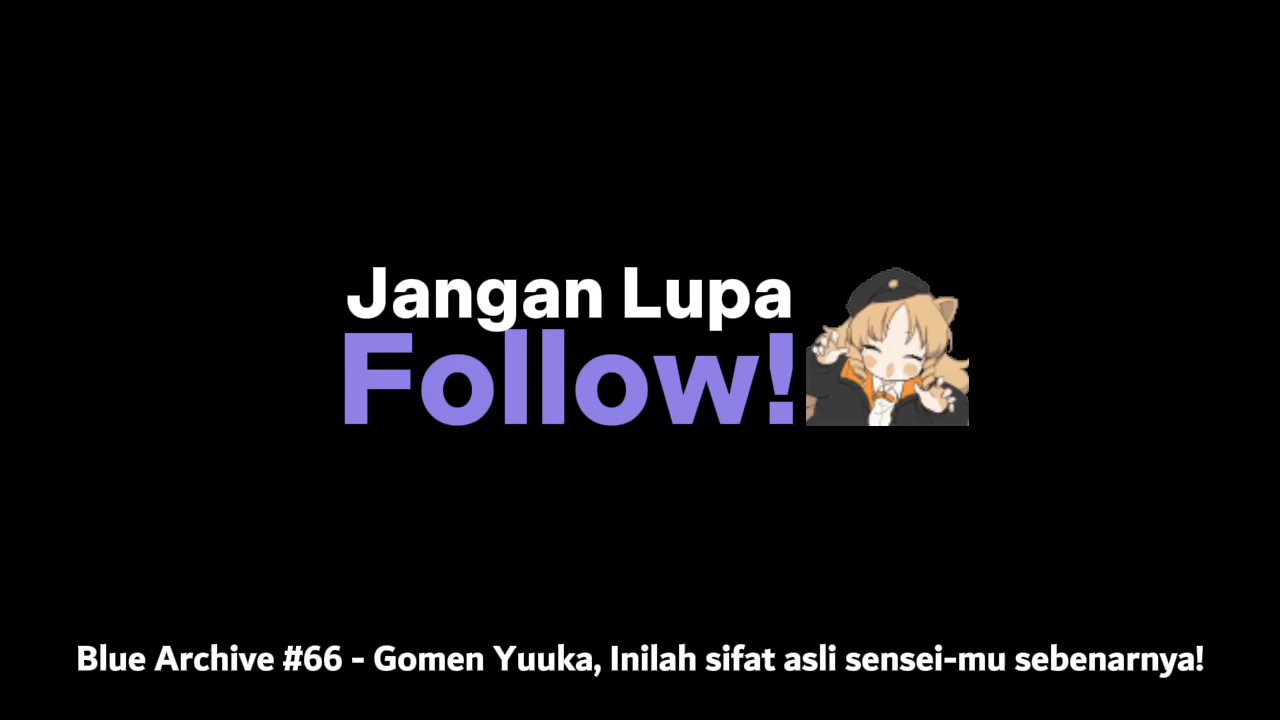 Jangan Lupa
Follow!
Blue Archive #66 - Gomen Yuuka, Inilah sifat asli sensei-mu sebenarnya!